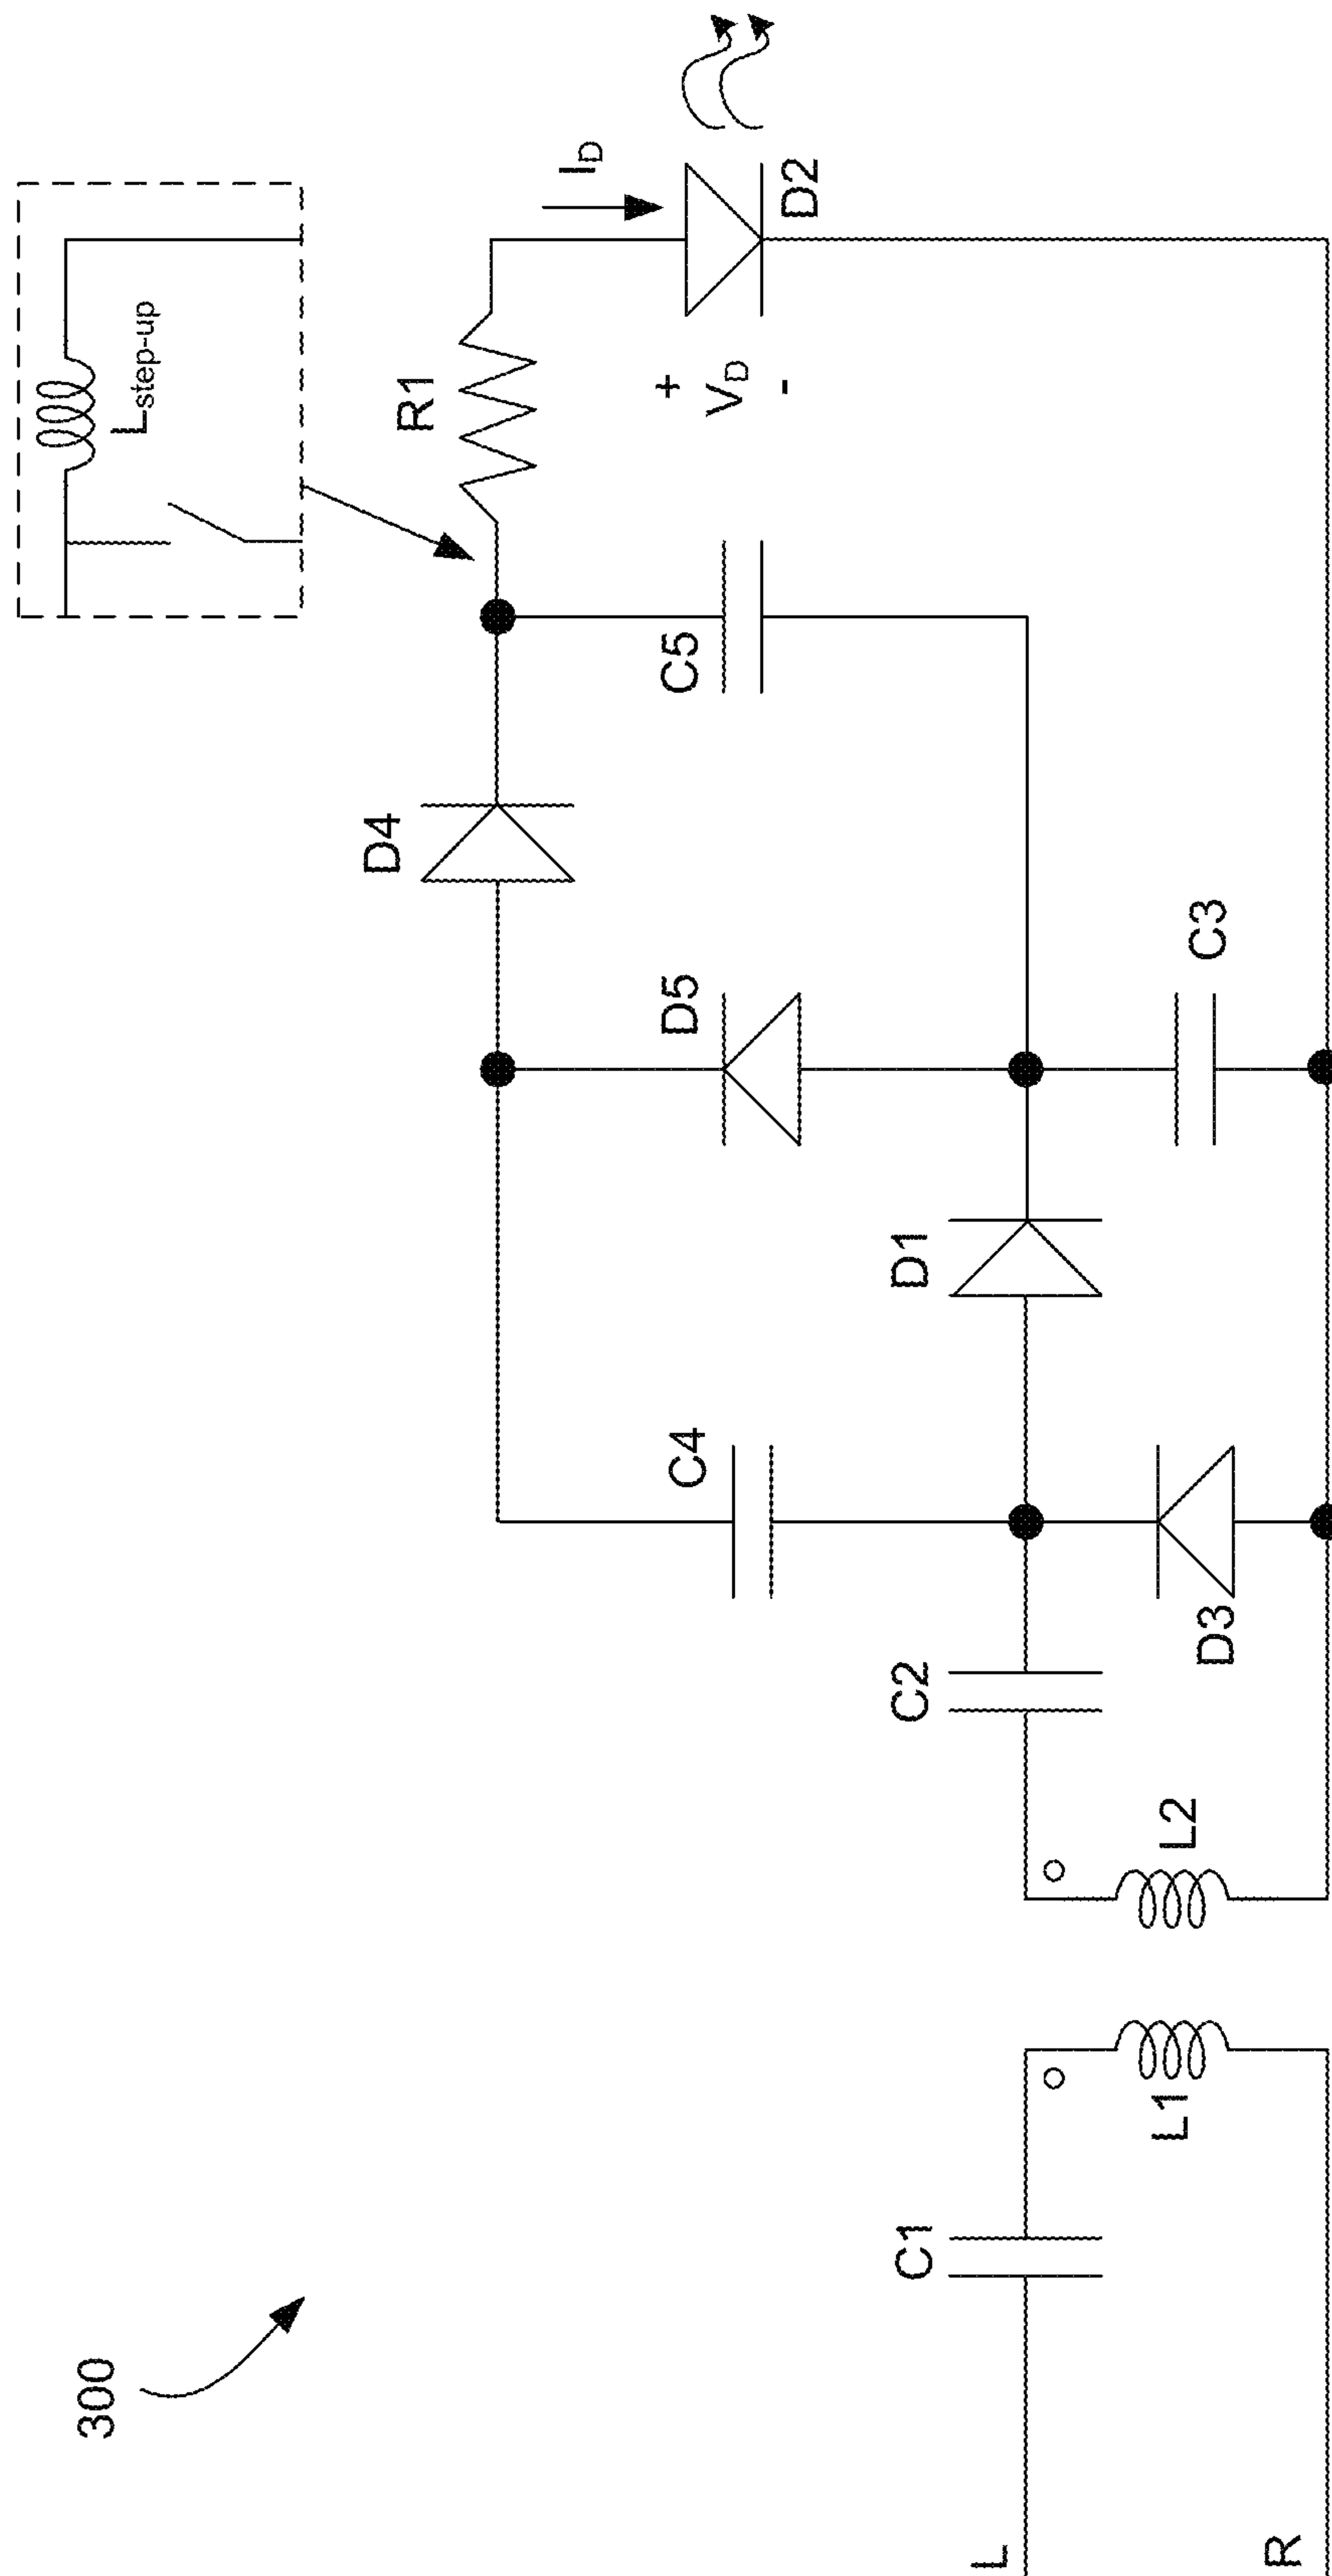 300
L
R
C1
L1
L2
C2
D3
C4
D1
D5
C3
D4
C5
R1
Lstep-up
+
VD
-
ID
D2